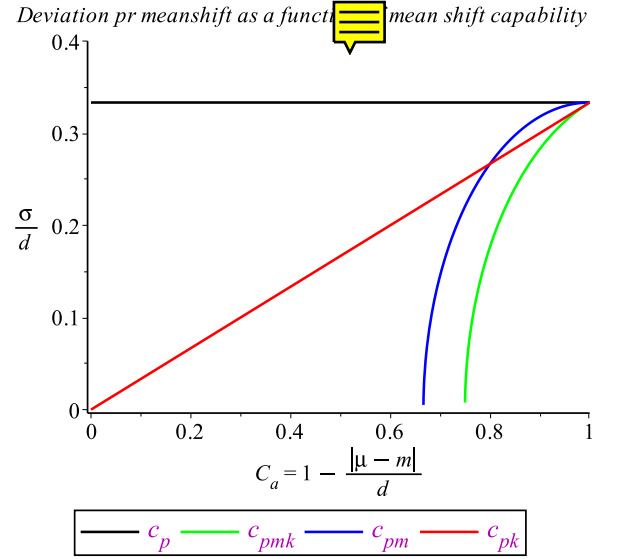 Deviation pr meanshift as a functi mean shift capability
0.4
0.3
σ/d
0.2
0.1
0
0 0.2 0.4 0.6 0.8 1
C_a = 1 − |μ − m|/d
c_p c_pmk c_pm c_pk